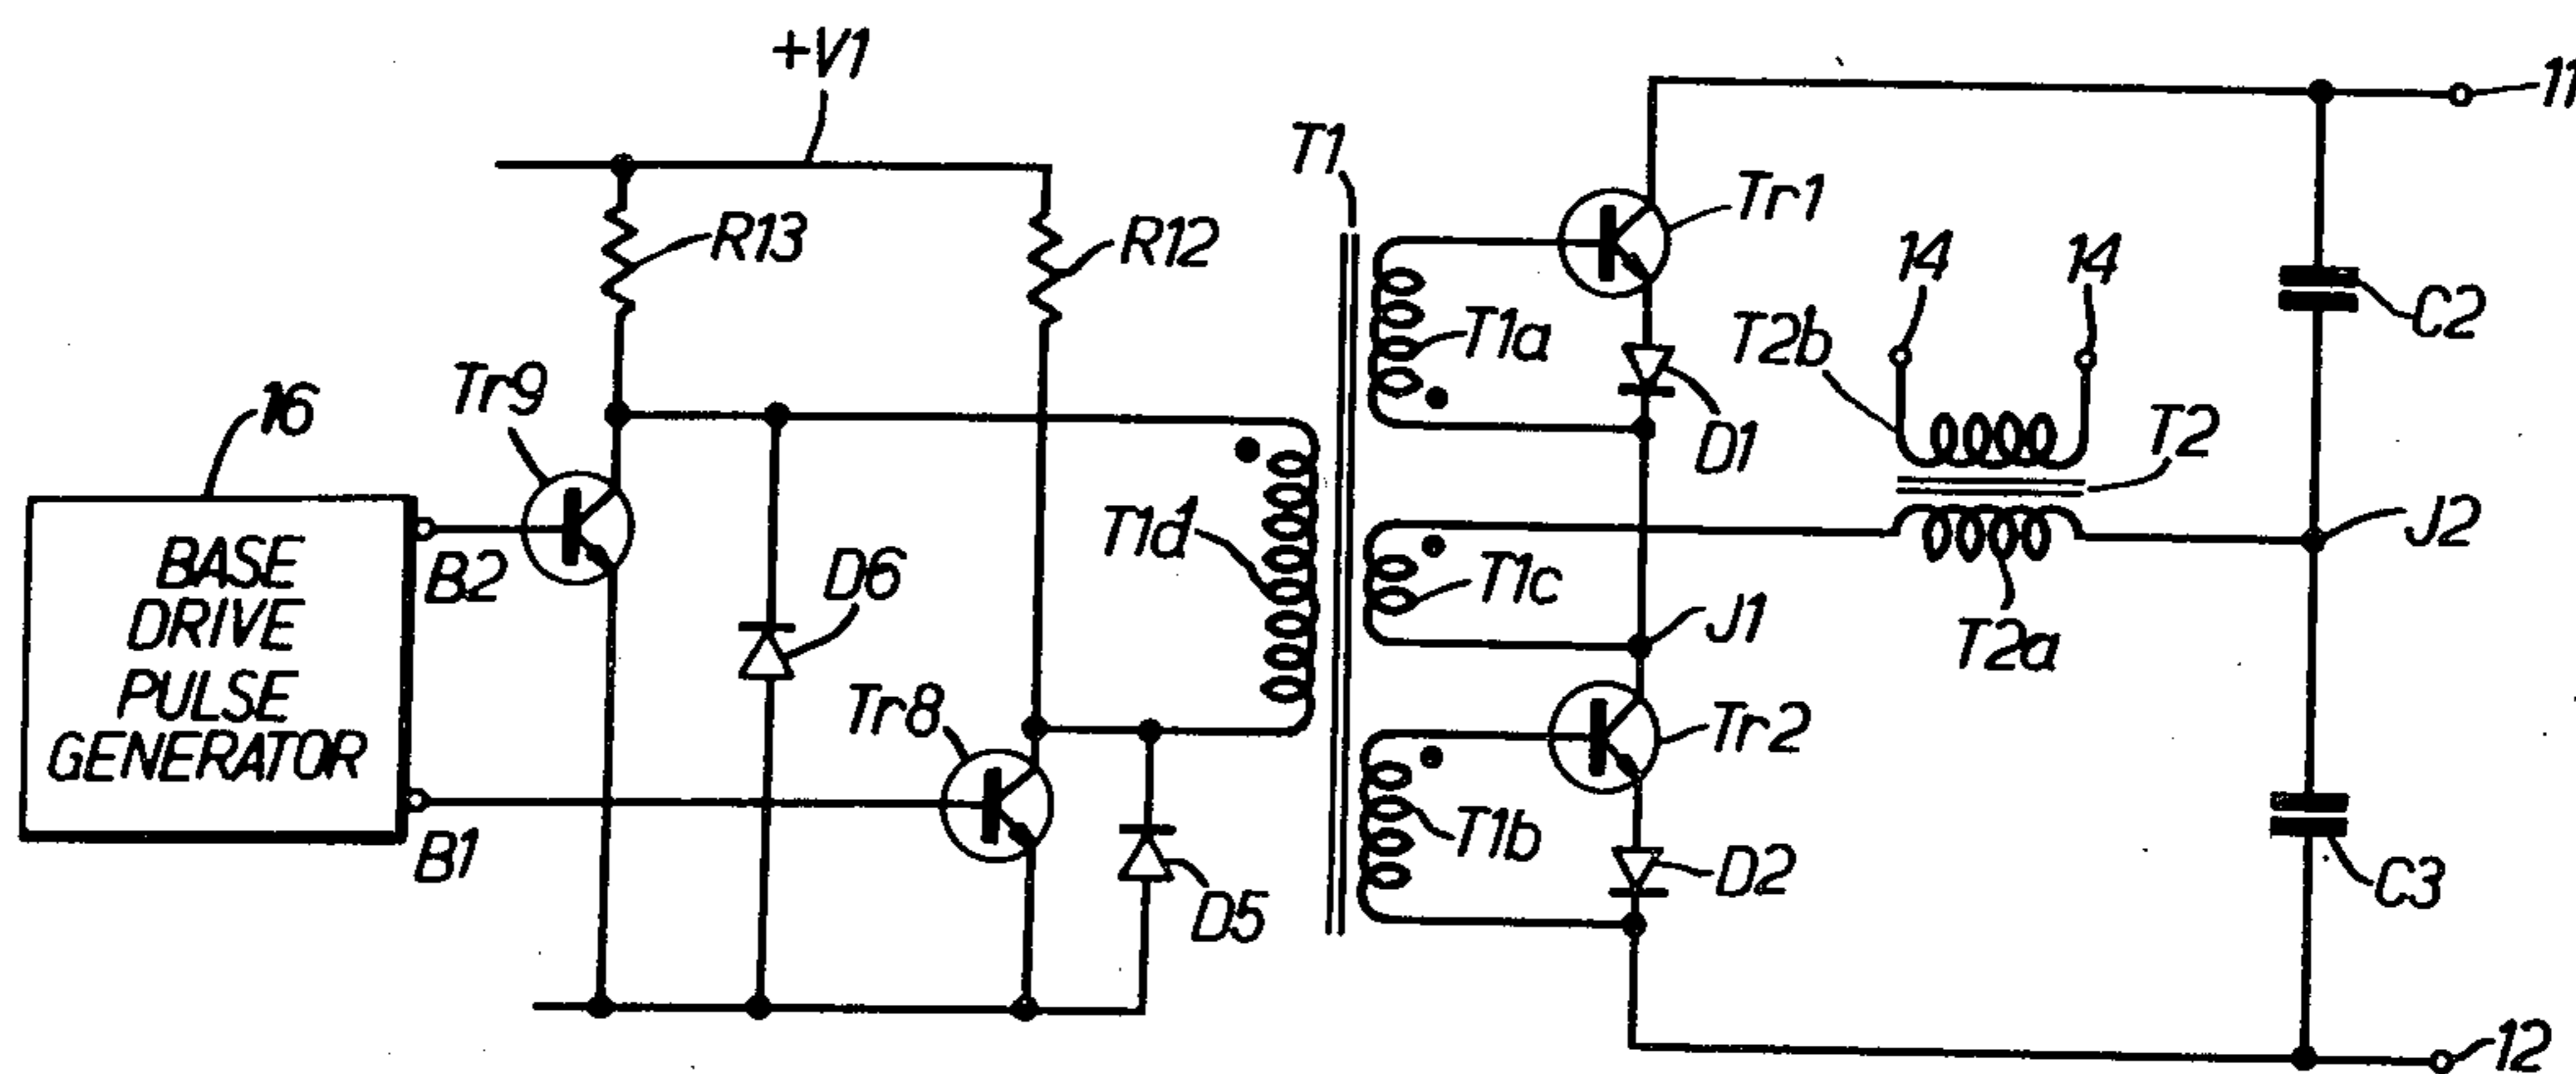 +V1
11
T1
Tr1
R13
R12
14
14
C2
T1a
T2b
Tr9
16
D1
T2
J2
T1d
BASE
DRIVE
PULSE
GENERATOR
B2
D6
T1c
J1
T2a
Tr8
Tr2
T1b
B1
D2
D5
C3
12